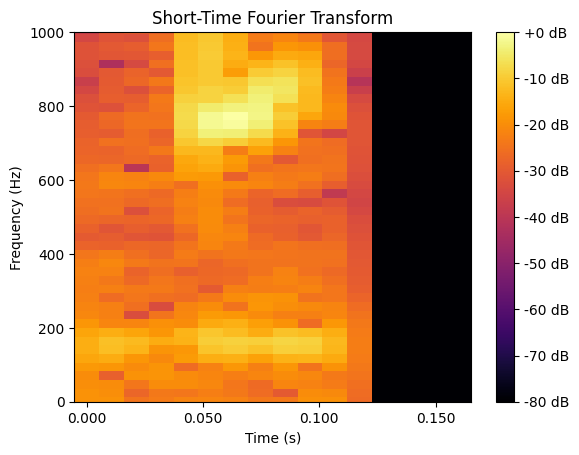 Short-Time Fourier Transform
1000
800
600
400
200
0
Frequency (Hz)
0.000
0.050
0.100
0.150
Time (s)
+0 dB
-10 dB
-20 dB
-30 dB
-40 dB
-50 dB
-60 dB
-70 dB
-80 dB